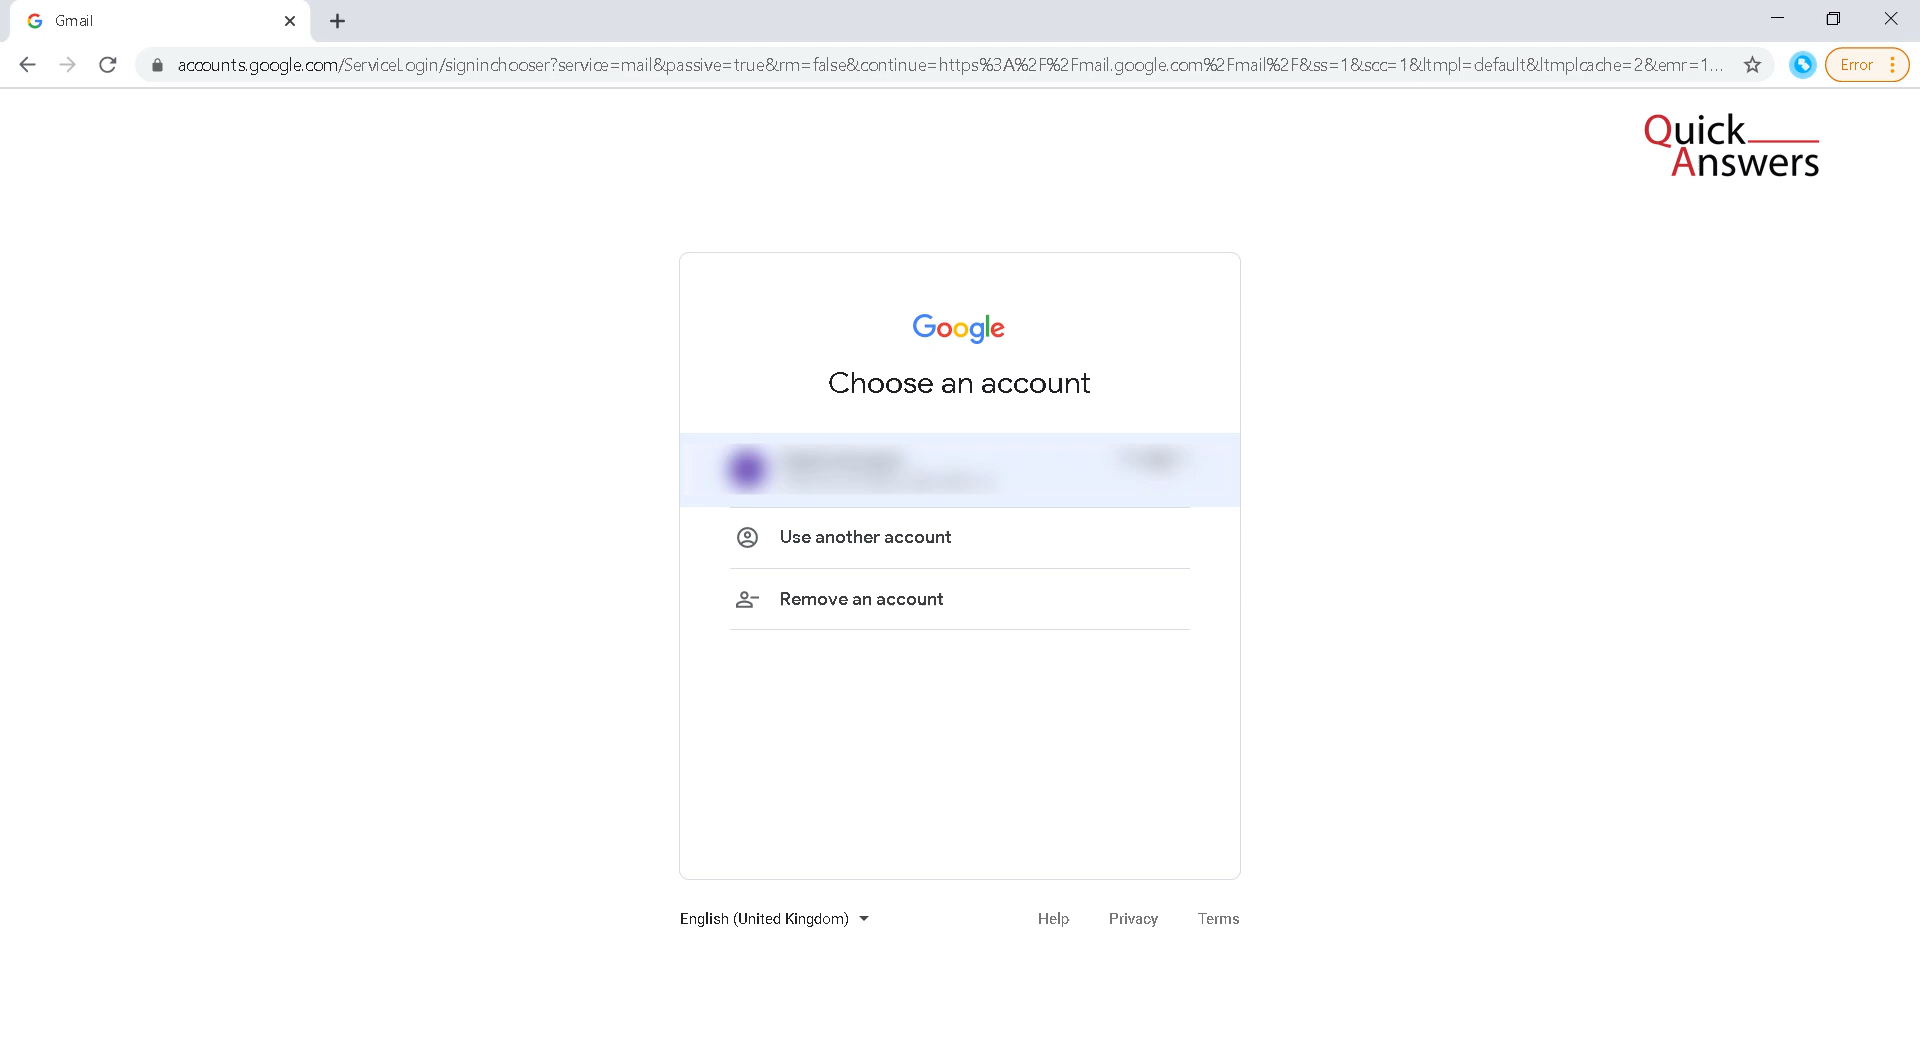 Gmail
accounts.google.com/ServiceLogin/signinchooser?service=mail&passive=true&rm=false&continue=https%3A%2F%2Fmail.google.com%2Fmail%2F&ss=1&scc=1&ltmpl=default&ltmplcache=2&emr=1...
Error
Quick
Answers
Google
Choose an account
Use another account
Remove an account
English (United Kingdom)
Help Privacy Terms